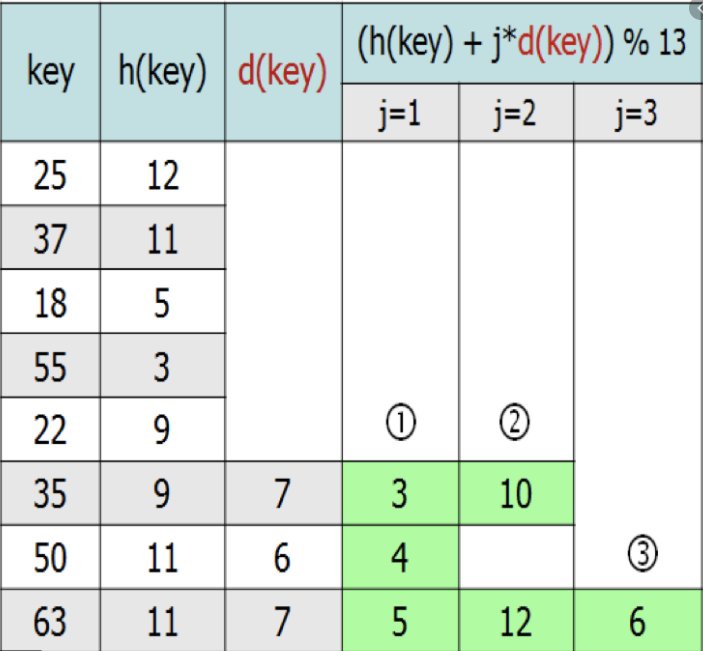 key h(key) d(key) (h(key) + j*d(key)) % 13
j=1 j=2 j=3
25 12
37 11
18 5
55 3
22 9 ① ②
35 9 7 3 10
50 11 6 4 ③
63 11 7 5 12 6